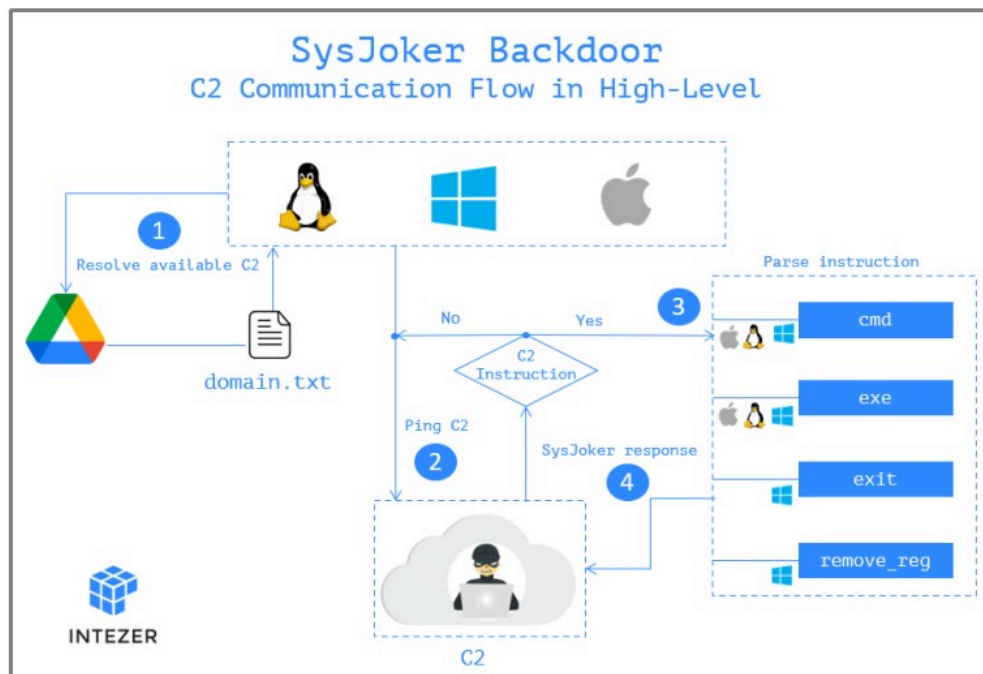 SysJoker Backdoor
C2 Communication Flow in High-Level
1
Resolve available C2
domain.txt
Parse instruction
No
Yes
3
C2
Instruction
cmd
exe
Ping C2
2
SysJoker response
4
exit
remove_reg
INTEZER
C2